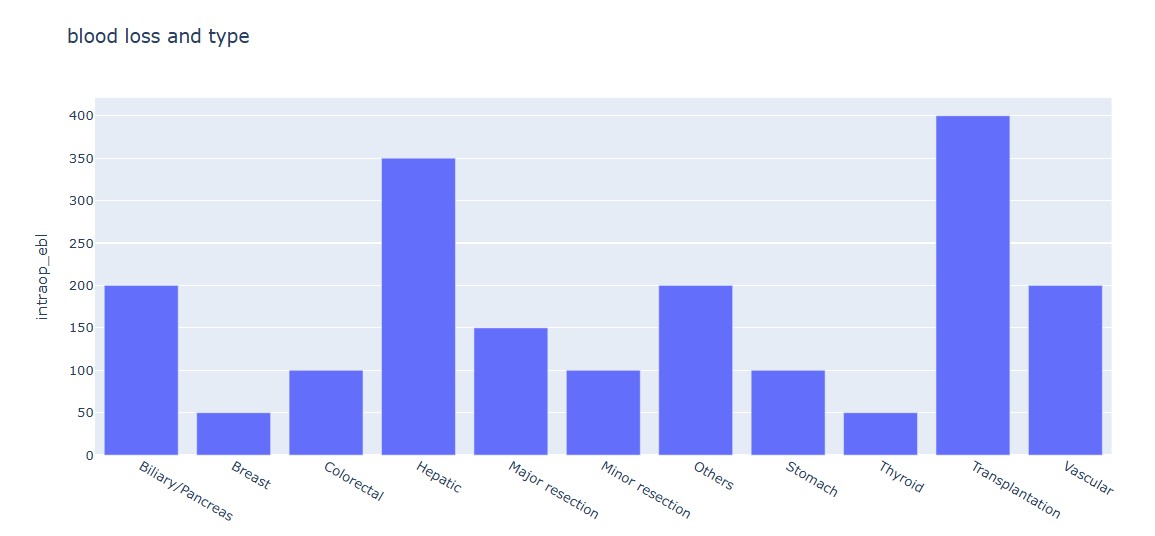 blood loss and type
intraop_ebl
400
350
300
250
200
150
100
50
0
Biliary/Pancreas
Breast
Colorectal
Hepatic
Major resection
Minor resection
Others
Stomach
Thyroid
Transplantation
Vascular